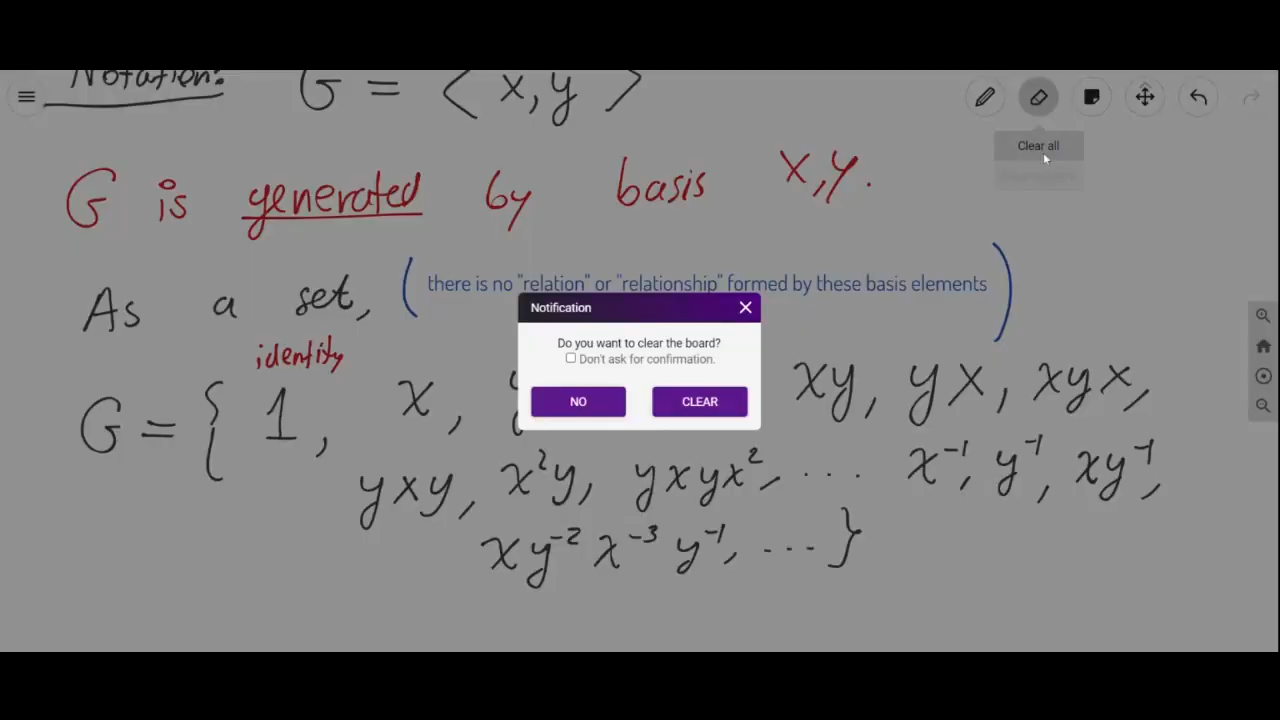 Notation: G = < x, y >
Clear all
G is generated by basis x, y.
As a set, ( there is no "relation" or "relationship" formed by these basis elements )
Notification
Do you want to clear the board?
Don't ask for confirmation.
NO CLEAR
identity
G = { 1, x, xy, yx, xyx,
yxy, x²y, yxyx², ... x⁻¹, y⁻¹, xy⁻¹,
xy⁻²x⁻³y⁻¹, ... }